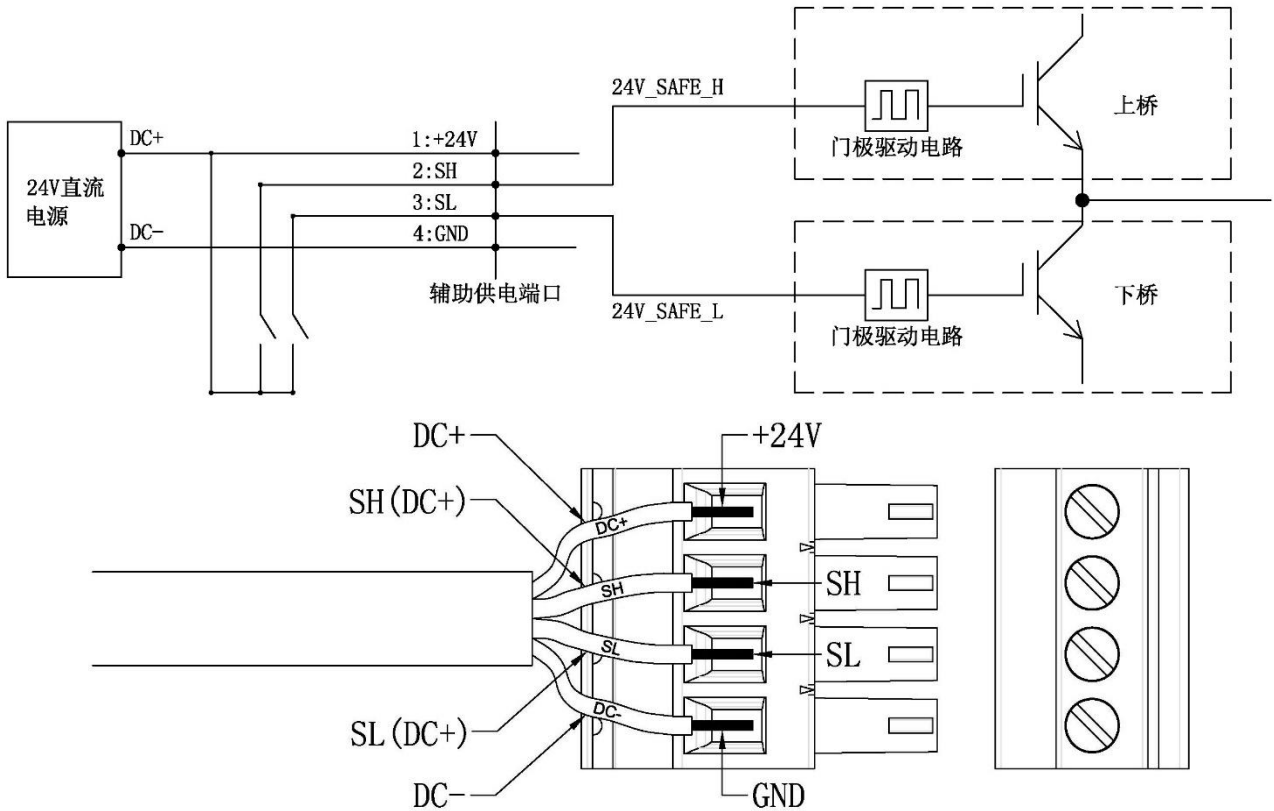 24V_SAFE_H
上桥
门极驱动电路
DC+
1:+24V
2:SH
24V直流
电源
3:SL
DC-
4:GND
辅助供电端口
24V_SAFE_L
门极驱动电路
下桥
DC+
+24V
SH(DC+)
DC+
SH
SH
SL
SL
SL(DC+)
DC-
DC-
GND